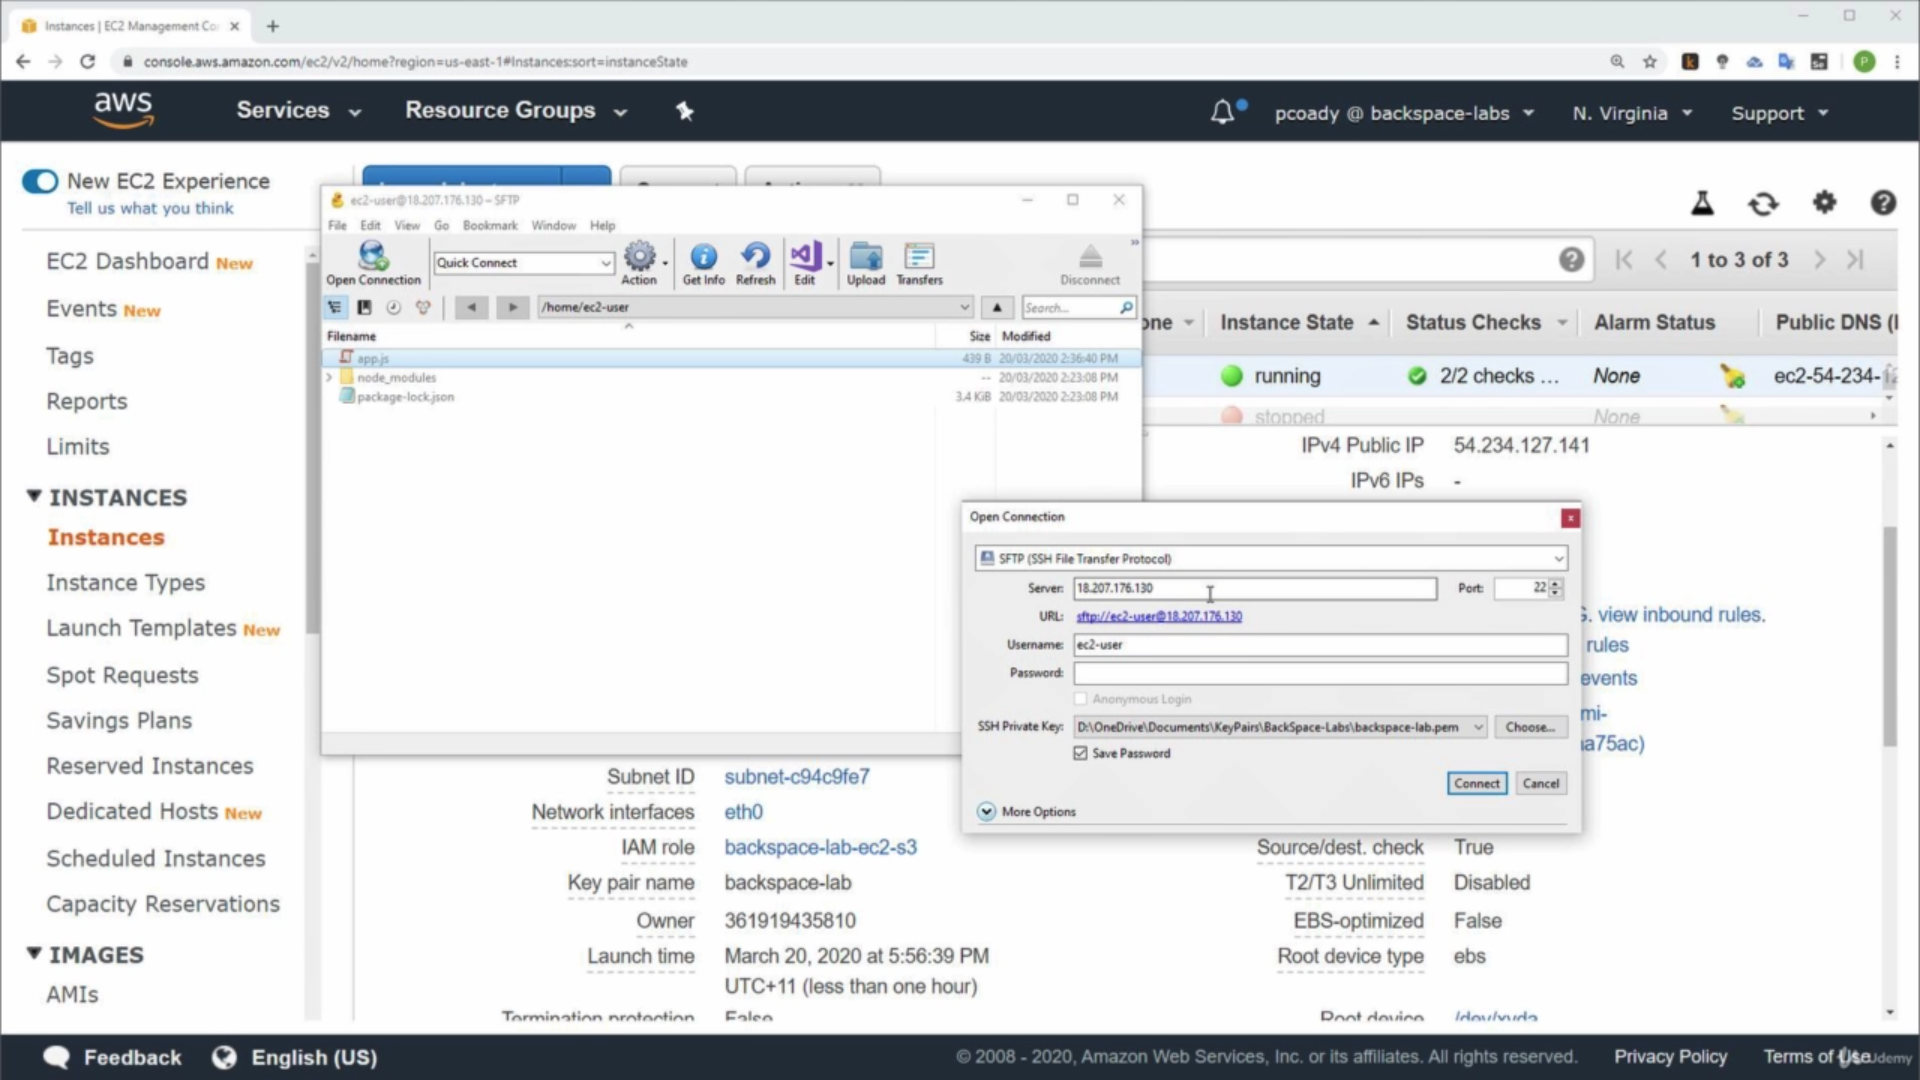 Instances | EC2 Management Co
console.aws.amazon.com/ec2/v2/home?region=us-east-1#Instances:sort=instanceState
aws
Services
Resource Groups
pcoady @ backspace-labs
N. Virginia
Support
New EC2 Experience
Tell us what you think
EC2 Dashboard New
Events New
Tags
Reports
Limits
INSTANCES
Instances
Instance Types
Launch Templates New
Spot Requests
Savings Plans
Reserved Instances
Dedicated Hosts New
Scheduled Instances
Capacity Reservations
IMAGES
AMIs
ec2-user@18.207.176.130 – SFTP
File Edit View Go Bookmark Window Help
Quick Connect
Open Connection Action Get Info Refresh Edit Upload Transfers Disconnect
/home/ec2-user
Search...
Filename Size Modified
app.js 439 B 20/03/2020 2:36:40 PM
node_modules -- 20/03/2020 2:23:08 PM
package-lock.json 3.4 KiB 20/03/2020 2:23:08 PM
1 to 3 of 3
one Instance State Status Checks Alarm Status Public DNS (I
running 2/2 checks ... None ec2-54-234-12
stopped None
IPv4 Public IP 54.234.127.141
IPv6 IPs -
Open Connection
SFTP (SSH File Transfer Protocol)
Server: 18.207.176.130 Port: 22
URL: sftp://ec2-user@18.207.176.130
Username: ec2-user
Password:
Anonymous Login
SSH Private Key: D:\OneDrive\Documents\KeyPairs\BackSpace-Labs\backspace-lab.pem Choose...
Save Password
Connect Cancel
More Options
. view inbound rules.
rules
events
mi-
a75ac)
Subnet ID subnet-c94c9fe7
Network interfaces eth0
IAM role backspace-lab-ec2-s3
Key pair name backspace-lab
Owner 361919435810
Launch time March 20, 2020 at 5:56:39 PM
UTC+11 (less than one hour)
Termination protection False
Source/dest. check True
T2/T3 Unlimited Disabled
EBS-optimized False
Root device type ebs
Root device /dev/xvda
Feedback
English (US)
© 2008 - 2020, Amazon Web Services, Inc. or its affiliates. All rights reserved.
Privacy Policy
Terms of Use
Udemy